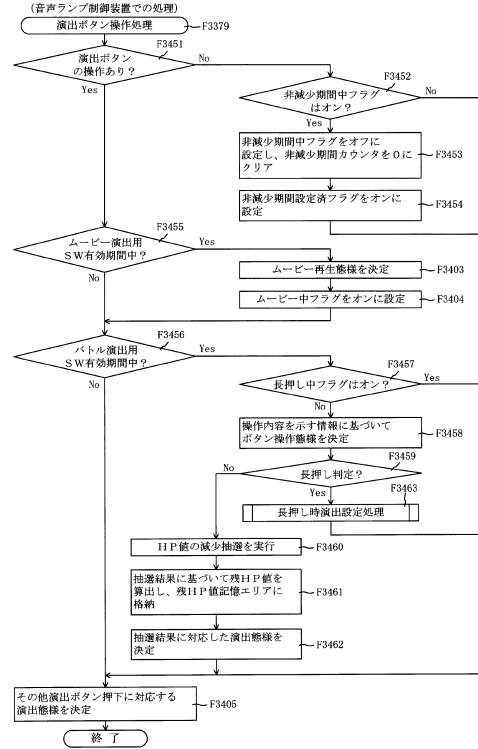 (音声ランプ制御装置での処理)
演出ボタン操作処理
F3379
F3451
演出ボタン
の操作あり?
No
Yes
F3452
非減少期間中フラグ
はオン?
No
Yes
非減少期間中フラグをオフに
設定し、非減少期間カウンタを0に
クリア
F3453
非減少期間設定済フラグをオンに
設定
F3454
F3455
ムービー演出用
SW有効期間中?
Yes
No
ムービー再生態様を決定
F3403
ムービー中フラグをオンに設定
F3404
F3456
バトル演出用
SW有効期間中?
Yes
No
F3457
長押し中フラグはオン?
Yes
No
操作内容を示す情報に基づいて
ボタン操作態様を決定
F3458
F3459
長押し判定?
No
Yes
F3463
長押し時演出設定処理
HP値の減少抽選を実行
F3460
抽選結果に基づいて残HP値を
算出し、残HP値記憶エリアに
格納
F3461
抽選結果に対応した演出態様を
決定
F3462
その他演出ボタン押下に対応する
演出態様を決定
F3405
終了